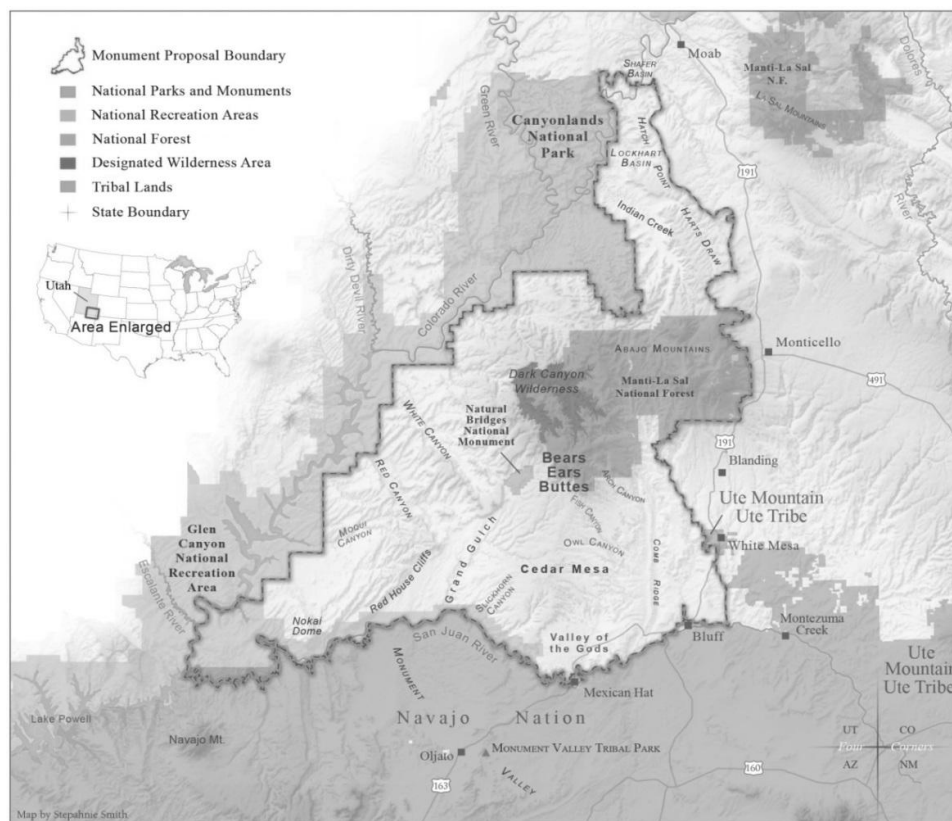 Monument Proposal Boundary
National Parks and Monuments
National Recreation Areas
National Forest
Designated Wilderness Area
Tribal Lands
State Boundary
Utah
Area Enlarged
Moab
Shafer
Basin
Manti-La Sal
N.F.
La Sal Mountains
Dolores
River
Green River
Canyonlands
National
Park
Hatch
Point
Lockhart
Basin
191
Indian Creek
Harts Draw
Dirty Devil River
Colorado River
Abajo Mountains
Monticello
Dark Canyon
Wilderness
Manti-La Sal
National Forest
491
Natural
Bridges
National
Monument
White Canyon
191
Bears
Ears
Buttes
Blanding
Red Canyon
Arch Canyon
Ute Mountain
Ute Tribe
Fish Canyon
Moqui
Canyon
Glen
Canyon
National
Recreation
Area
Owl Canyon
White Mesa
Escalante River
Grand Gulch
Cedar Mesa
Comb Ridge
Red House Cliffs
Slickhorn
Canyon
Nokai
Dome
San Juan River
Valley of
the Gods
Bluff
Montezuma
Creek
Ute
Mountain
Ute Tribe
Monument
Mexican Hat
Lake Powell
Navajo Nation
Navajo Mt.
Oljato
Monument Valley Tribal Park
UT CO
Four Corners
AZ NM
Valley
163
160
Map by Stepahnie Smith